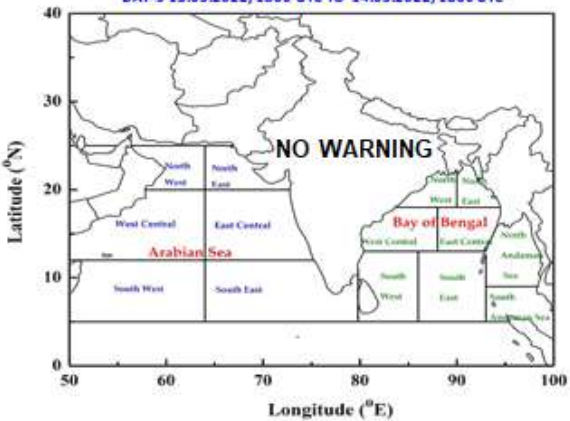 40
30
20
10
0
50 60 70 80 90 100
Latitude (°N)
Longitude (°E)
NO WARNING
North
West
North
East
West Central
East Central
Arabian Sea
South West
South East
North
West
North
East
Bay of Bengal
West Central
East Central
South
West
South
East
North
Andaman
Sea
South
Andaman Sea